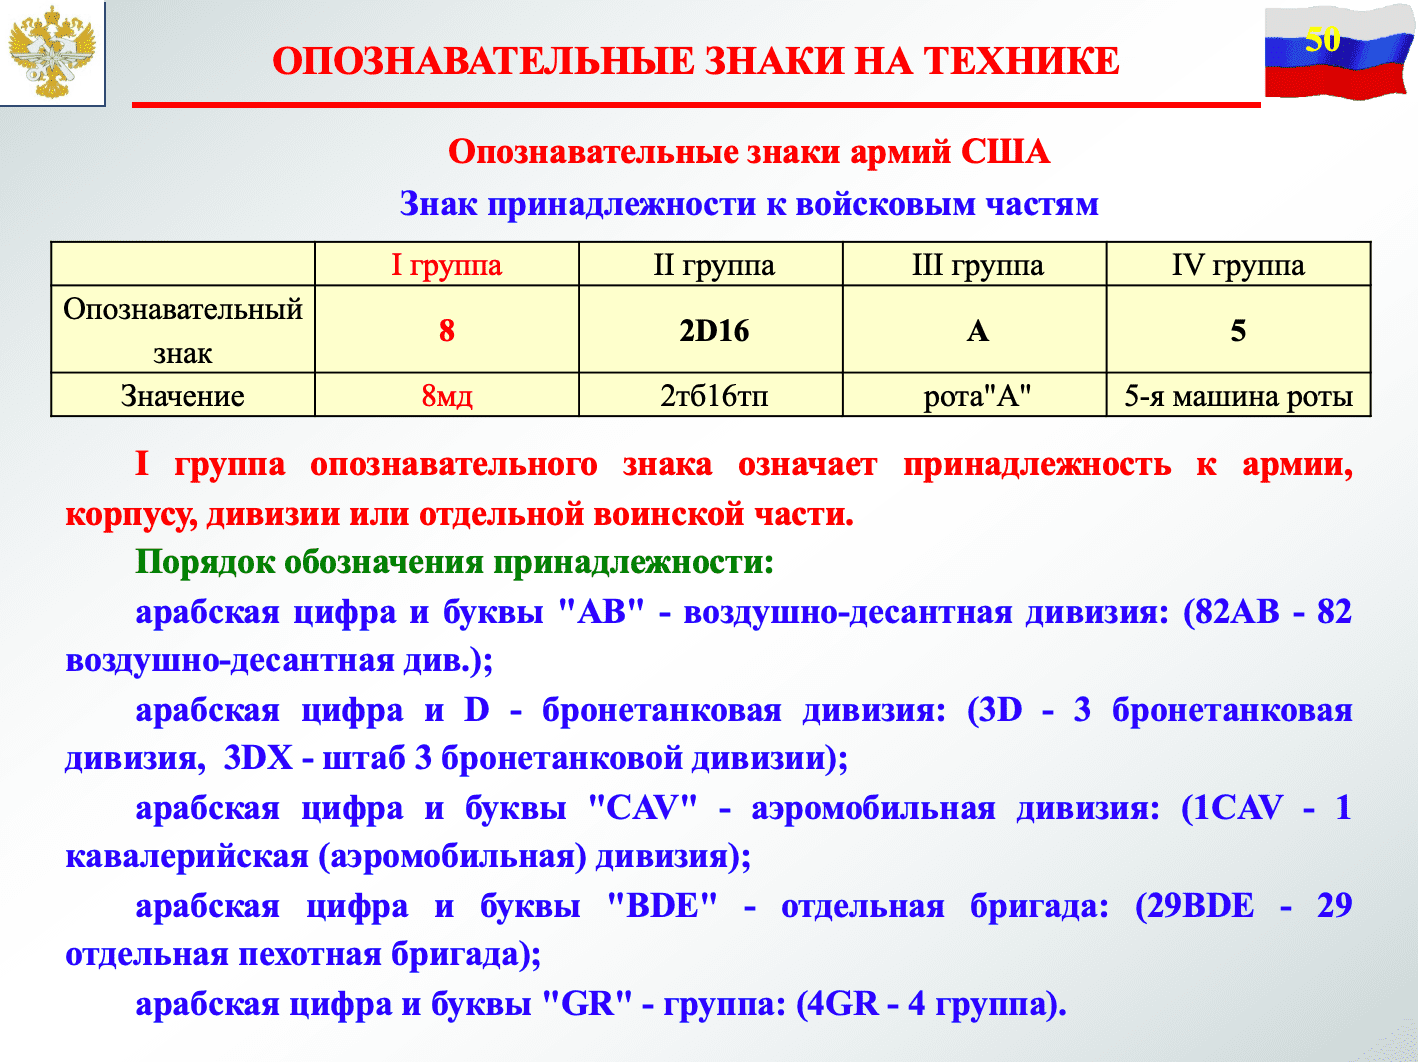 50
ОПОЗНАВАТЕЛЬНЫЕ ЗНАКИ НА ТЕХНИКЕ
Опознавательные знаки армий США
Знак принадлежности к войсковым частям
I группа II группа III группа IV группа
Опознавательный
знак
8 2D16 A 5
Значение 8мд 2тб16тп рота"А" 5-я машина роты
I группа опознавательного знака означает принадлежность к армии,
корпусу, дивизии или отдельной воинской части.
Порядок обозначения принадлежности:
арабская цифра и буквы "АВ" - воздушно-десантная дивизия: (82АВ - 82
воздушно-десантная див.);
арабская цифра и D - бронетанковая дивизия: (3D - 3 бронетанковая
дивизия, 3DX - штаб 3 бронетанковой дивизии);
арабская цифра и буквы "CAV" - аэромобильная дивизия: (1CAV - 1
кавалерийская (аэромобильная) дивизия);
арабская цифра и буквы "BDE" - отдельная бригада: (29BDE - 29
отдельная пехотная бригада);
арабская цифра и буквы "GR" - группа: (4GR - 4 группа).